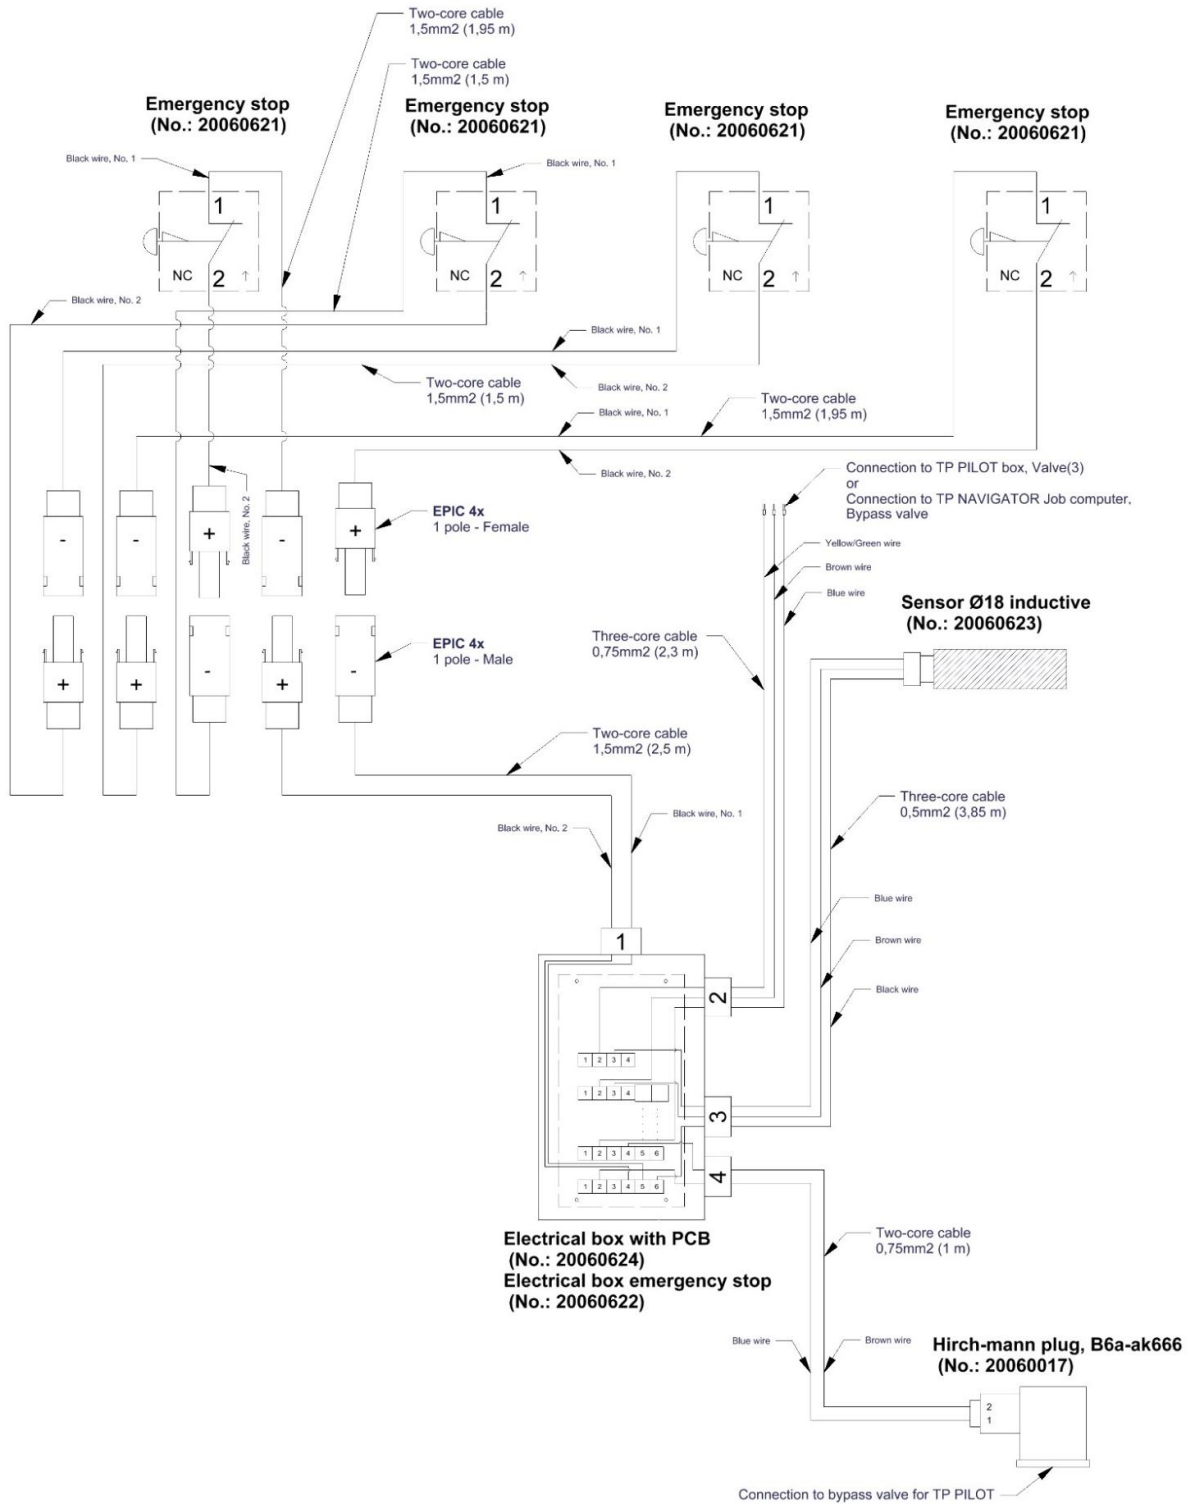 Two-core cable
1,5mm2 (1,95 m)
Two-core cable
1,5mm2 (1,5 m)
Emergency stop
(No.: 20060621)
Emergency stop
(No.: 20060621)
Emergency stop
(No.: 20060621)
Emergency stop
(No.: 20060621)
Black wire, No. 1
Black wire, No. 1
1
1
1
1
NC 2 ↑
NC 2 ↑
NC 2 ↑
NC 2 ↑
Black wire, No. 2
Black wire, No. 1
Two-core cable
1,5mm2 (1,5 m)
Black wire, No. 2
Two-core cable
1,5mm2 (1,95 m)
Black wire, No. 1
Black wire, No. 2
Black wire, No. 2
Connection to TP PILOT box, Valve(3)
or
Connection to TP NAVIGATOR Job computer.
Bypass valve
- - + - +
EPIC 4x
1 pole - Female
Yellow/Green wire
Brown wire
Blue wire
Sensor Ø18 inductive
(No.: 20060623)
Three-core cable
0,75mm2 (2,3 m)
EPIC 4x
1 pole - Male
+ + - + -
Two-core cable
1,5mm2 (2,5 m)
Three-core cable
0,5mm2 (3,85 m)
Black wire, No. 2
Black wire, No. 1
Blue wire
Brown wire
Black wire
1
2
1 2 3 4
1 2 3 4
3
1 2 3 4 5 6
4
1 2 3 4 5 6
Electrical box with PCB
(No.: 20060624)
Electrical box emergency stop
(No.: 20060622)
Two-core cable
0,75mm2 (1 m)
Blue wire
Brown wire
Hirch-mann plug, B6a-ak666
(No.: 20060017)
2
1
Connection to bypass valve for TP PILOT